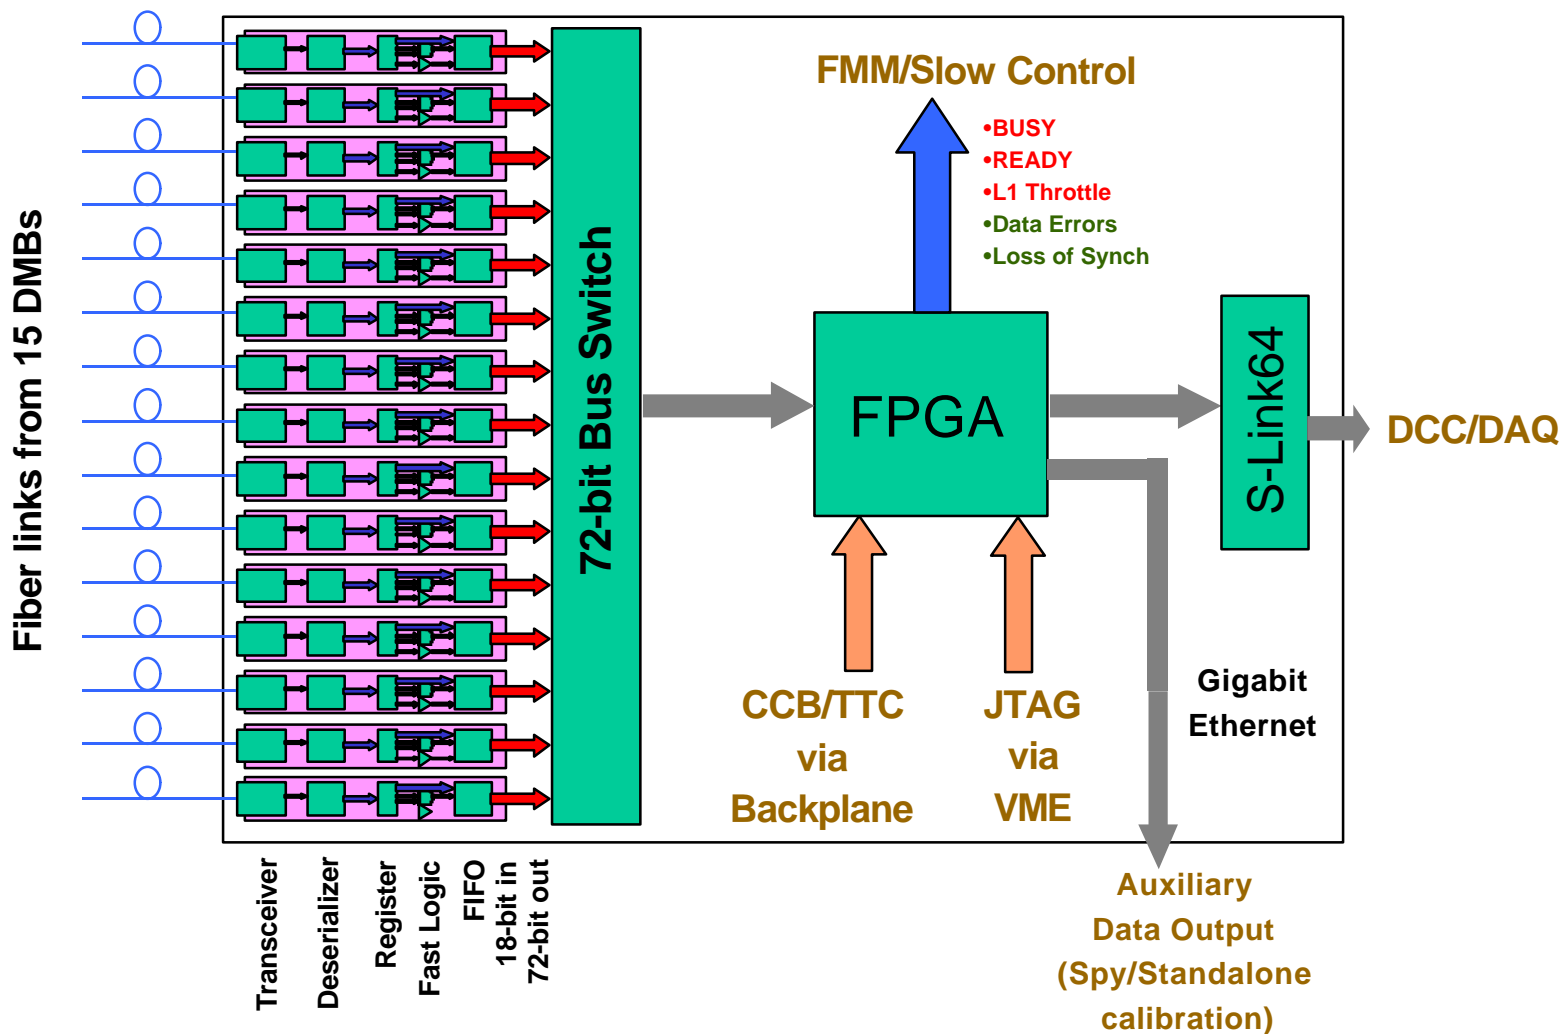 Fiber links from 15 DMBs
72-bit Bus Switch
FMM/Slow Control
•BUSY
•READY
•L1 Throttle
•Data Errors
•Loss of Synch
FPGA
S-Link64
DCC/DAQ
CCB/TTC
via
Backplane
JTAG
via
VME
Gigabit
Ethernet
Auxiliary
Data Output
(Spy/Standalone
calibration)
Transceiver
Deserializer
Register
Fast Logic
FIFO
18-bit in
72-bit out